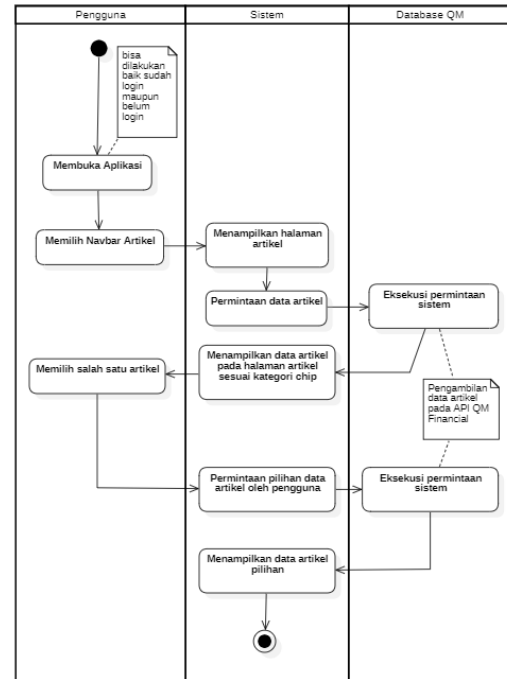 Pengguna
Sistem
Database QM
bisa
dilakukan
baik sudah
login
maupun
belum
login
Membuka Aplikasi
Memilih Navbar Artikel
Menampilkan halaman
artikel
Permintaan data artikel
Eksekusi permintaan
sistem
Menampilkan data artikel
pada halaman artikel
sesuai kategori chip
Memilih salah satu artikel
Pengambilan
data artikel
pada API QM
Financial
Permintaan pilihan data
artikel oleh pengguna
Eksekusi permintaan
sistem
Menampilkan data artikel
pilihan